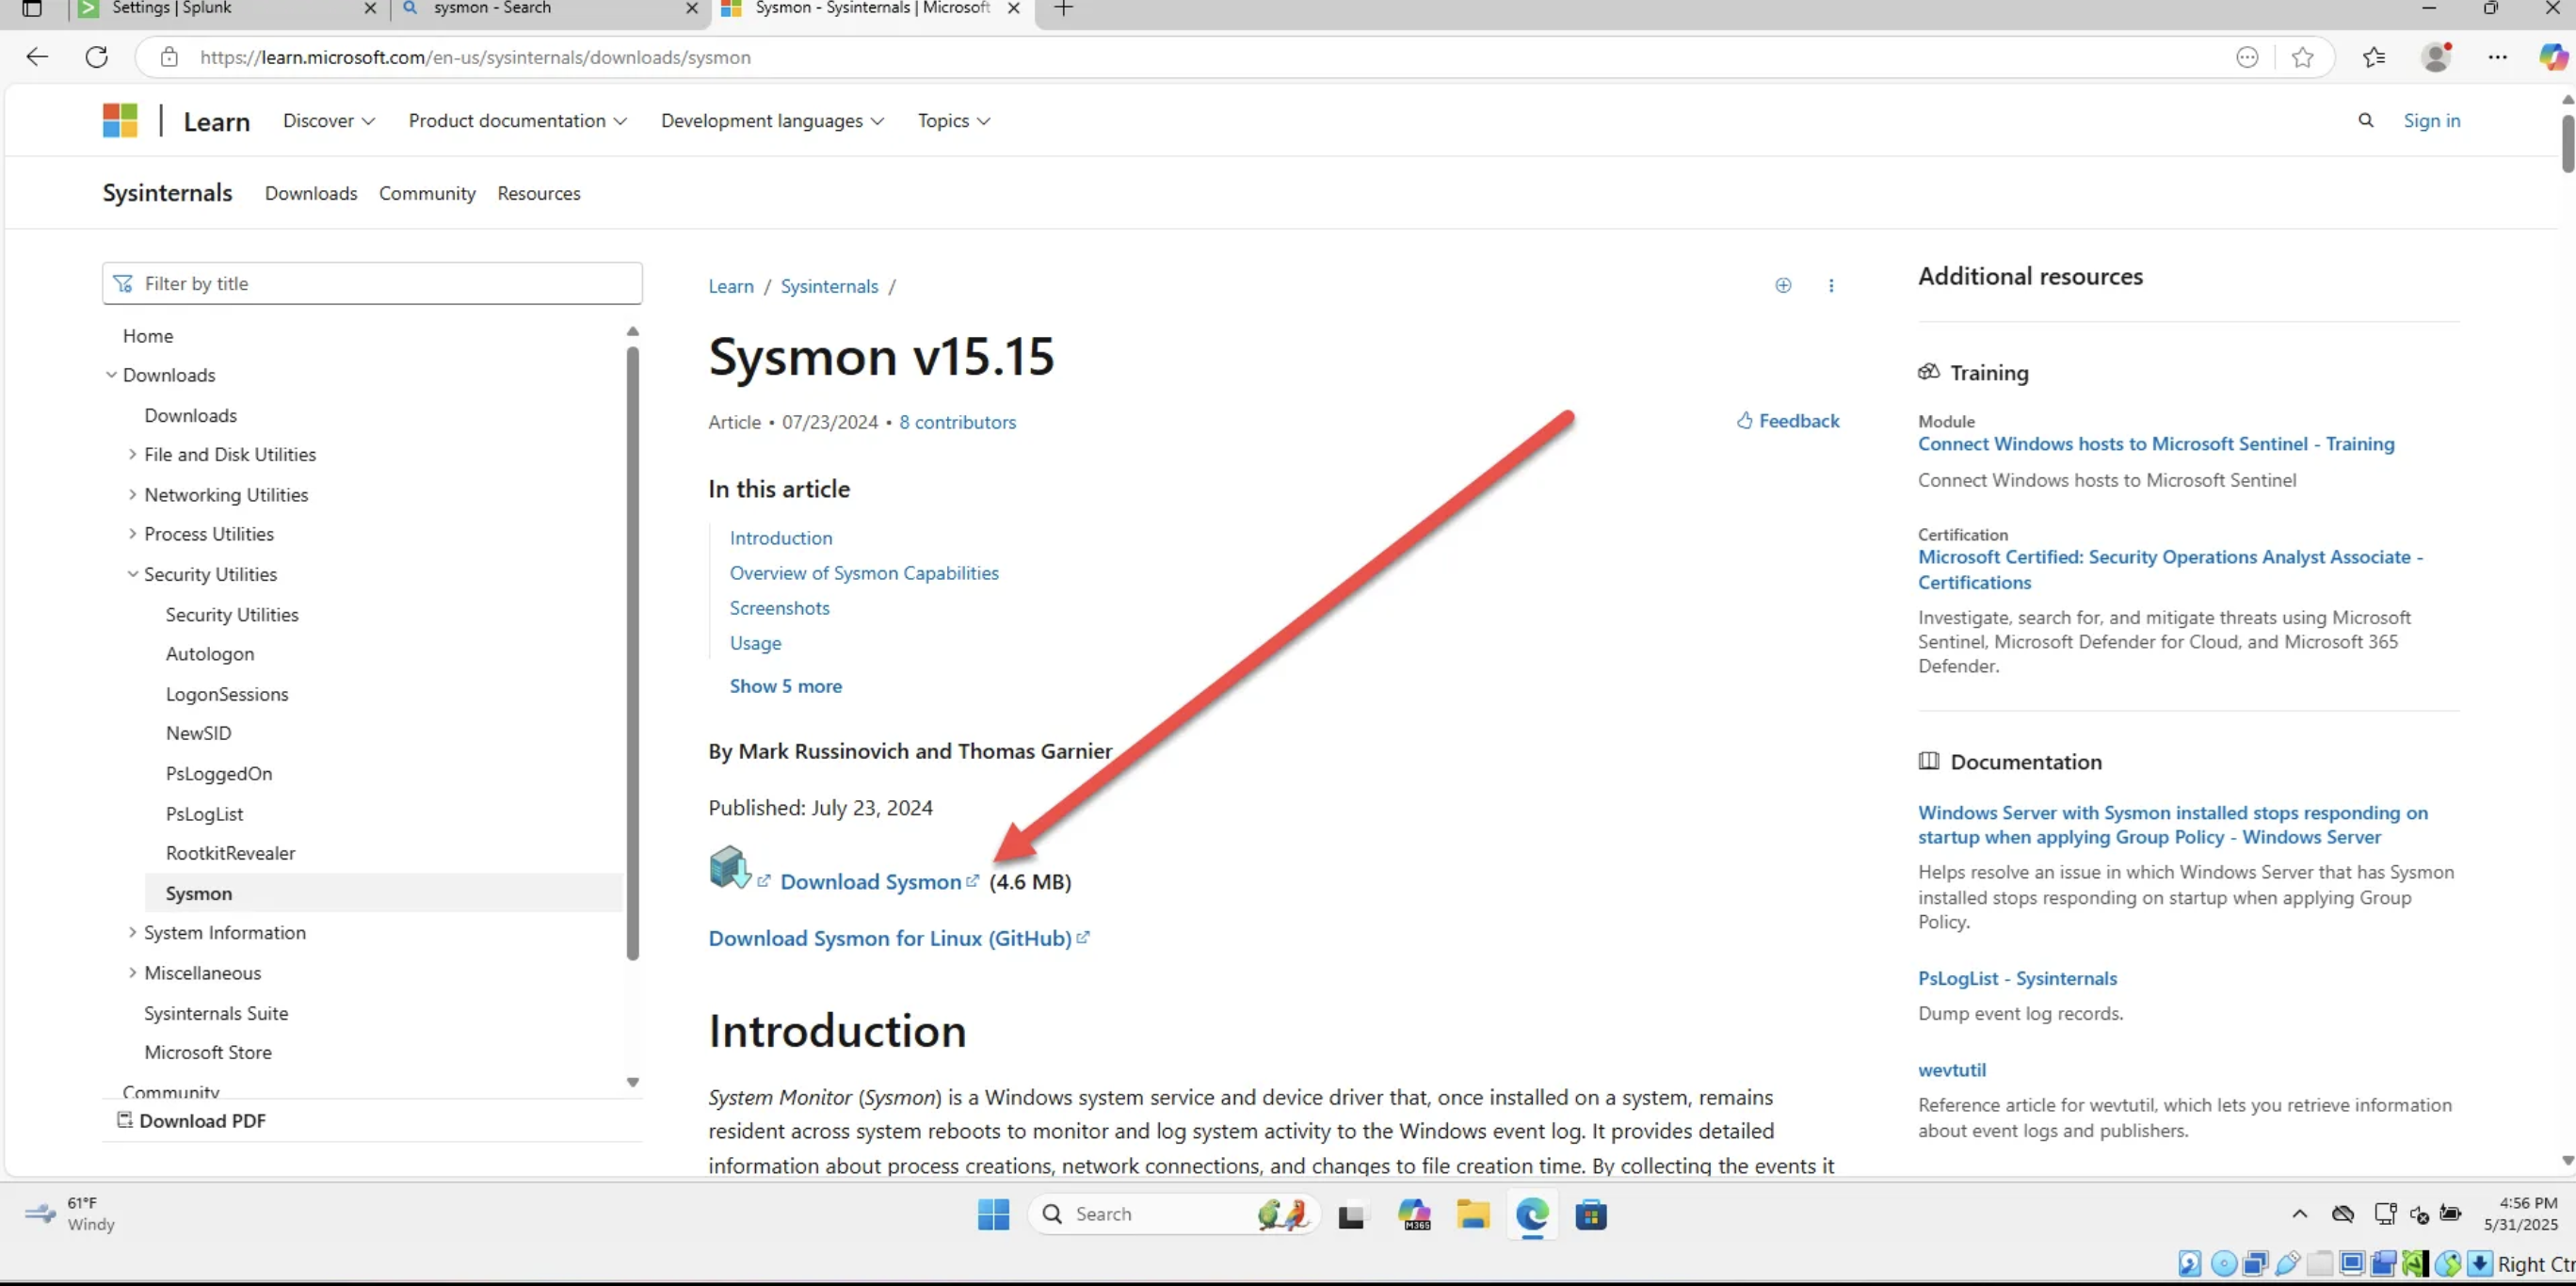 Settings | Splunk
sysmon - Search
Sysmon - Sysinternals | Microsoft
https://learn.microsoft.com/en-us/sysinternals/downloads/sysmon
Learn
Discover
Product documentation
Development languages
Topics
Sign in
Sysinternals
Downloads
Community
Resources
Filter by title
Home
Downloads
Downloads
File and Disk Utilities
Networking Utilities
Process Utilities
Security Utilities
Security Utilities
Autologon
LogonSessions
NewSID
PsLoggedOn
PsLogList
RootkitRevealer
Sysmon
System Information
Miscellaneous
Sysinternals Suite
Microsoft Store
Community
Download PDF
Learn / Sysinternals /
Sysmon v15.15
Article • 07/23/2024 • 8 contributors
Feedback
In this article
Introduction
Overview of Sysmon Capabilities
Screenshots
Usage
Show 5 more
By Mark Russinovich and Thomas Garnier
Published: July 23, 2024
Download Sysmon (4.6 MB)
Download Sysmon for Linux (GitHub)
Introduction
System Monitor (Sysmon) is a Windows system service and device driver that, once installed on a system, remains
resident across system reboots to monitor and log system activity to the Windows event log. It provides detailed
information about process creations, network connections, and changes to file creation time. By collecting the events it
Additional resources
Training
Module
Connect Windows hosts to Microsoft Sentinel - Training
Connect Windows hosts to Microsoft Sentinel
Certification
Microsoft Certified: Security Operations Analyst Associate -
Certifications
Investigate, search for, and mitigate threats using Microsoft
Sentinel, Microsoft Defender for Cloud, and Microsoft 365
Defender.
Documentation
Windows Server with Sysmon installed stops responding on
startup when applying Group Policy - Windows Server
Helps resolve an issue in which Windows Server that has Sysmon
installed stops responding on startup when applying Group
Policy.
PsLogList - Sysinternals
Dump event log records.
wevtutil
Reference article for wevtutil, which lets you retrieve information
about event logs and publishers.
61°F
Windy
Search
M365
4:56 PM
5/31/2025
Right Ct